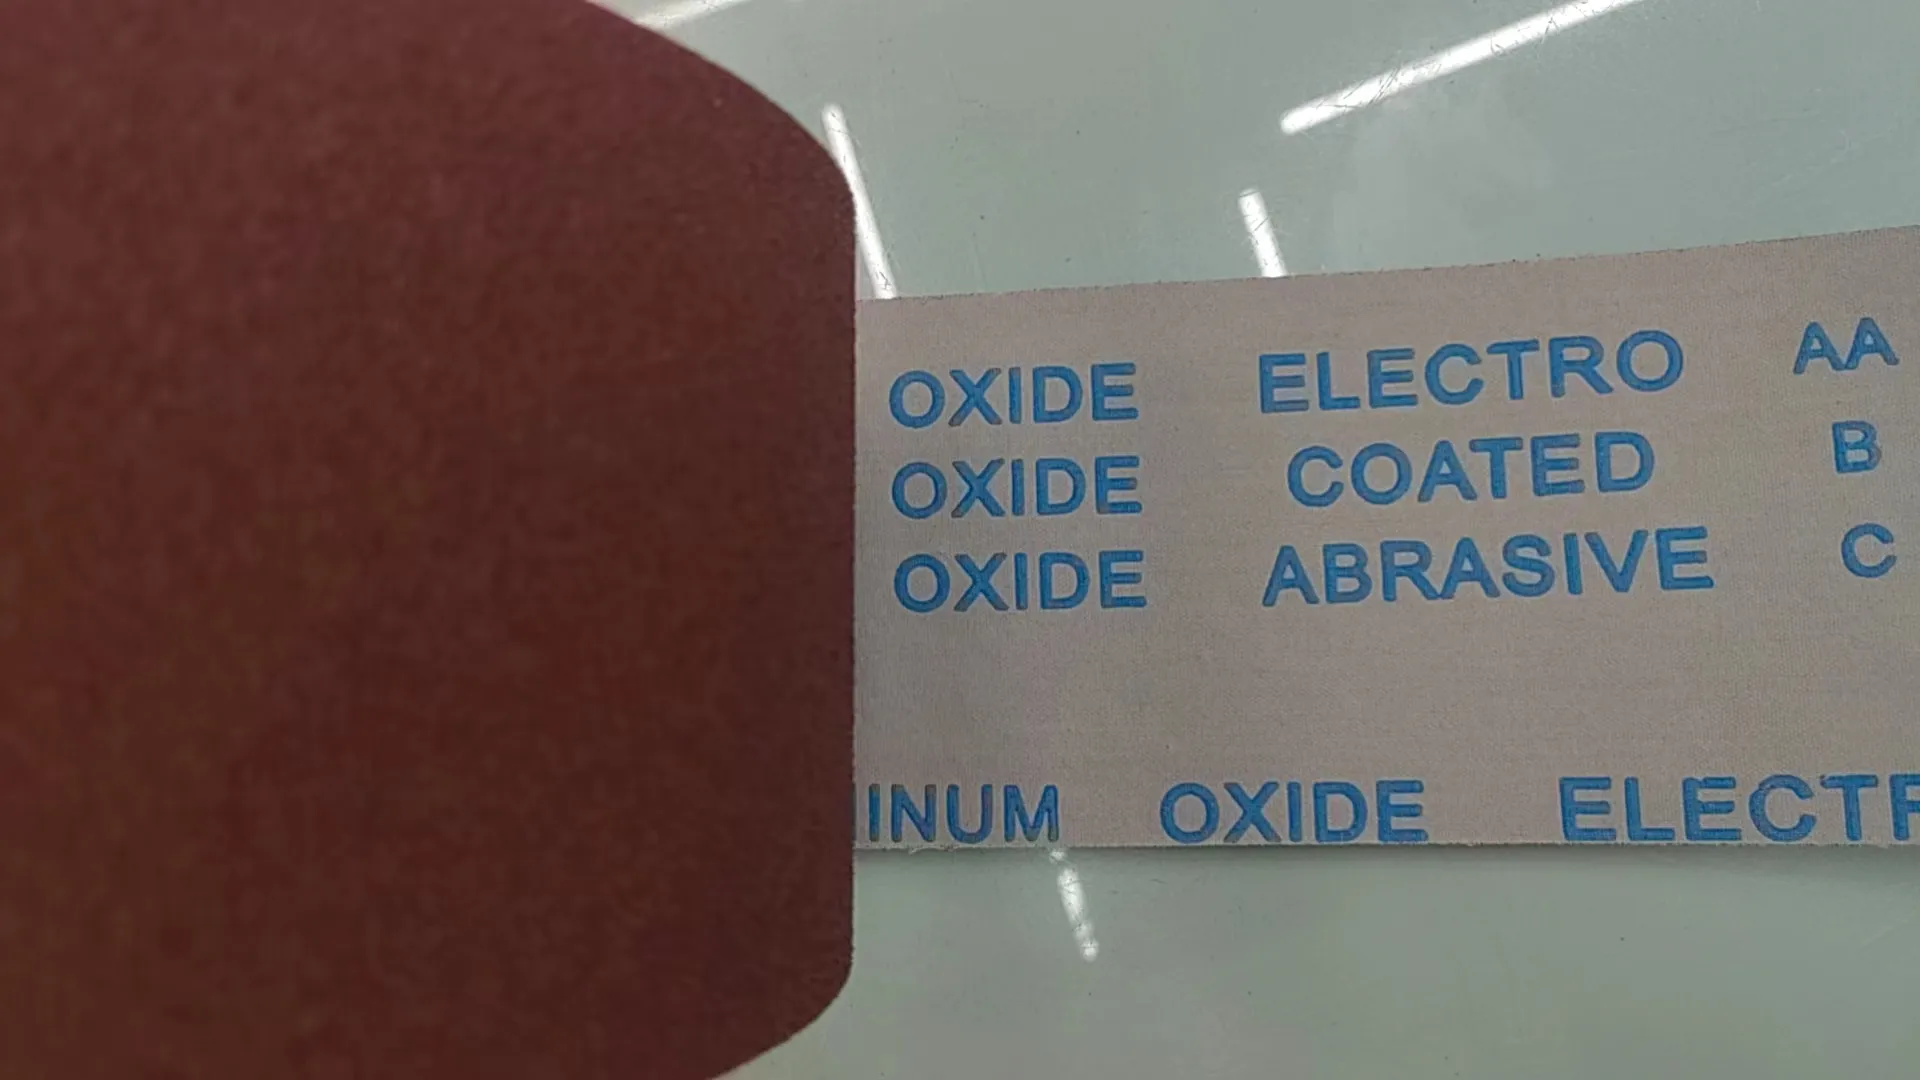 OXIDE ELECTRO AA
OXIDE COATED B
OXIDE ABRASIVE C
INUM OXIDE ELECTR